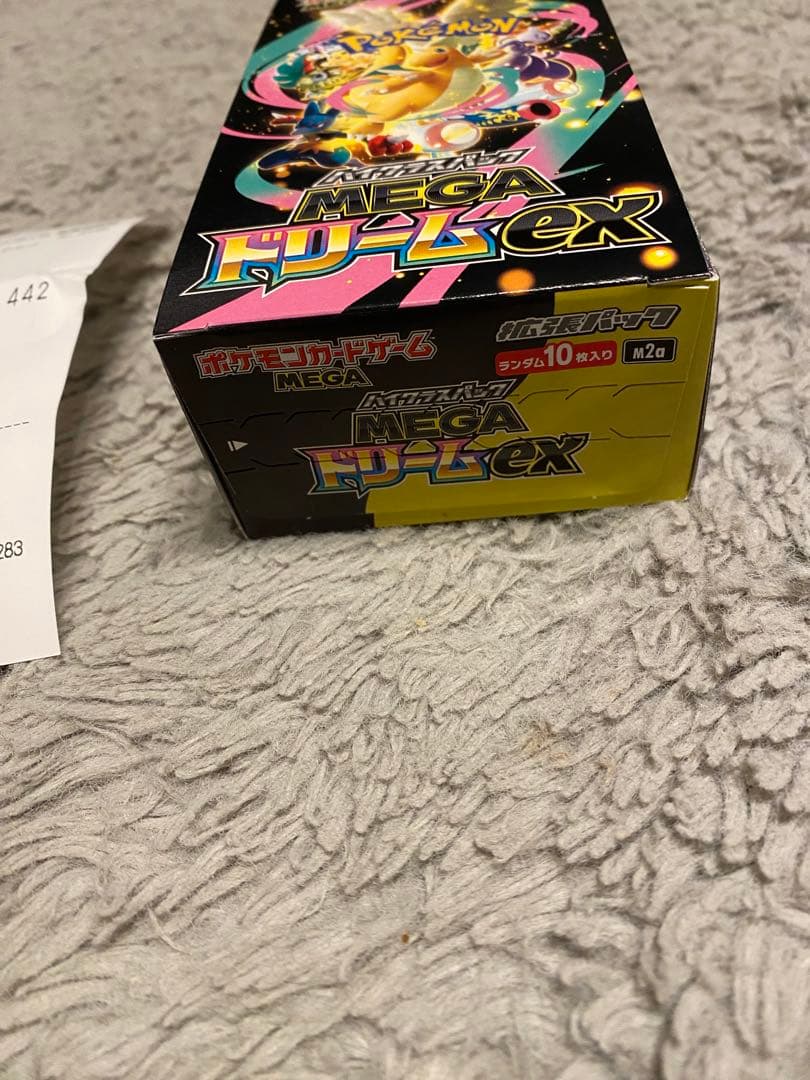 442
283
POKÉMON
ハイクラスパック
MEGA
ドリームex
ポケモンカードゲーム
MEGA
拡張パック
ランダム10枚入り
M2a
ハイクラスパック
MEGA
ドリームex